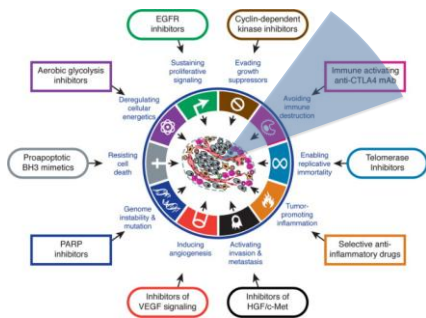 EGFR
inhibitors
Cyclin-dependent
kinase inhibitors
Aerobic glycolysis
inhibitors
Sustaining
proliferative
signaling
Evading
growth
suppressors
Immune activating
anti-CTLA4 mAb
Deregulating
cellular
energetics
Avoiding
immune
destruction
Proapoptotic
BH3 mimetics
Resisting
cell
death
Enabling
replicative
immortality
Telomerase
Inhibitors
Genome
instability &
mutation
Tumor-
promoting
inflammation
PARP
inhibitors
Inducing
angiogenesis
Activating
invasion &
metastasis
Selective anti-
inflammatory drugs
Inhibitors of
VEGF signaling
Inhibitors of
HGF/c-Met